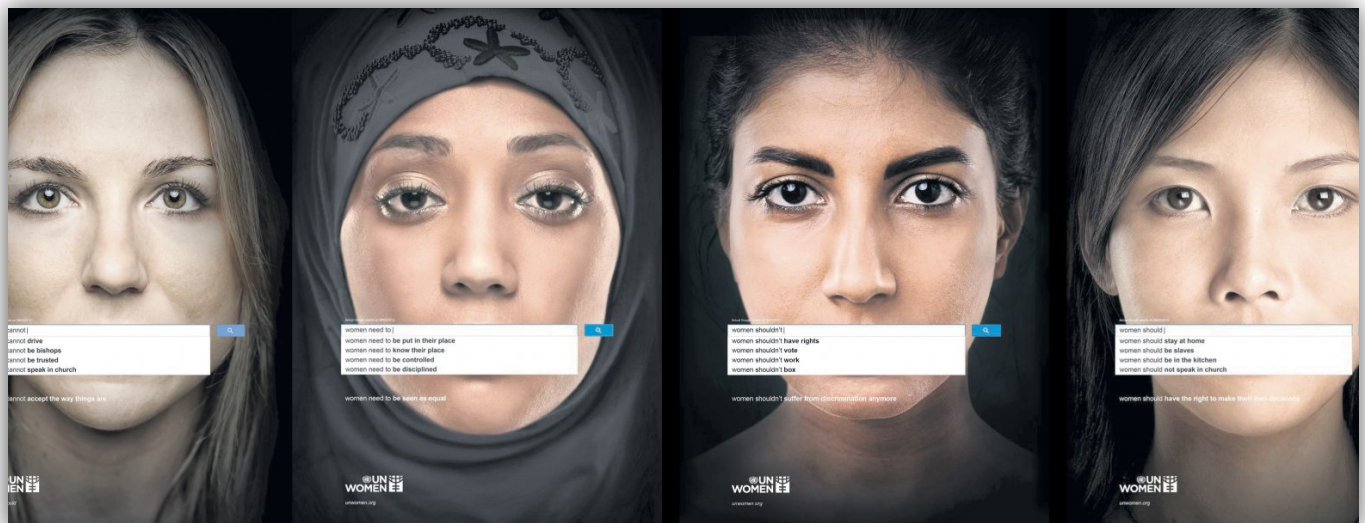 cannot
cannot drive
cannot be bishops
cannot be trusted
cannot speak in church
cannot accept the way things are
UN
EN
women need to
women need to be put in their place
women need to know their place
women need to be controlled
women need to be disciplined
women need to be seen as equal
UN
WOMEN
unwomen.org
women shouldn't
women shouldn't have rights
women shouldn't vote
women shouldn't work
women shouldn't box
women shouldn't suffer from discrimination anymore
UN
WOMEN
unwomen.org
women should
women should stay at home
women should be slaves
women should be in the kitchen
women should not speak in church
women should have the right to make their own decisions
UN
WOMEN
unwomen.org